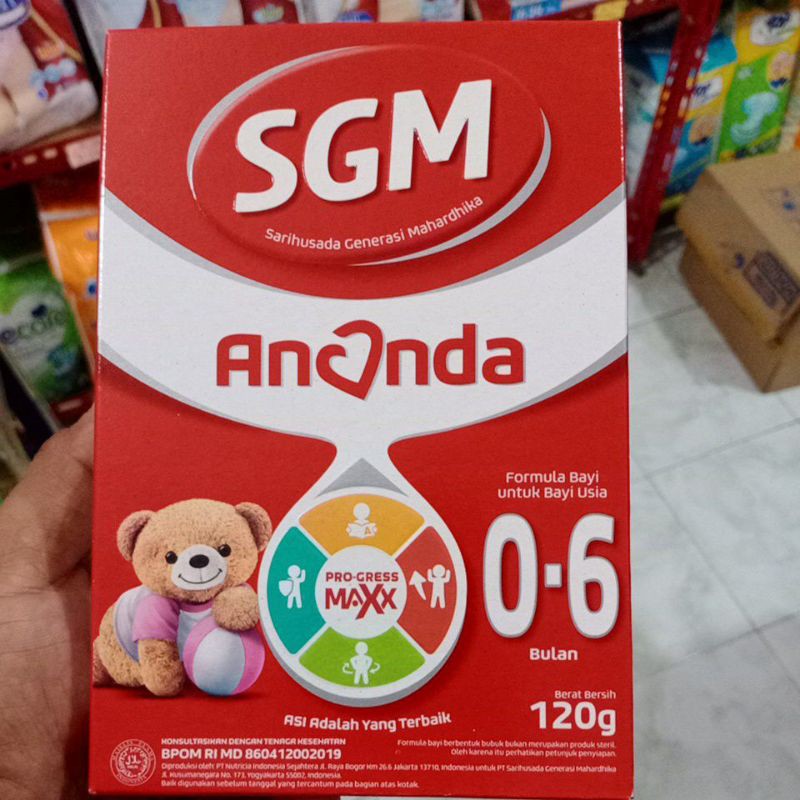 SGM
Sarihusada Generasi Mahardhika
Ananda
Formula Bayi
untuk Bayi Usia
0-6
Bulan
PRO-GRESS
MAXX
A
Berat Bersih
120g
ASI Adalah Yang Terbaik
KONSULTASIKAN DENGAN TENAGA KESEHATAN
BPOM RI MD 860412002019
Formula bayi berbentuk bubuk bukan merupakan produk steril.
Oleh karena itu perhatikan petunjuk penyiapan.
Diproduksi oleh: PT Nutricia Indonesia Sejahtera Jl. Raya Bogor Km 26.6 Jakarta 13710, Indonesia untuk PT Sarihusada Generasi Mahardhika
Jl. Kusumanegara No. 173, Yogyakarta 55002, Indonesia.
Baik digunakan sebelum tanggal yang tercantum pada bagian atas kotak.